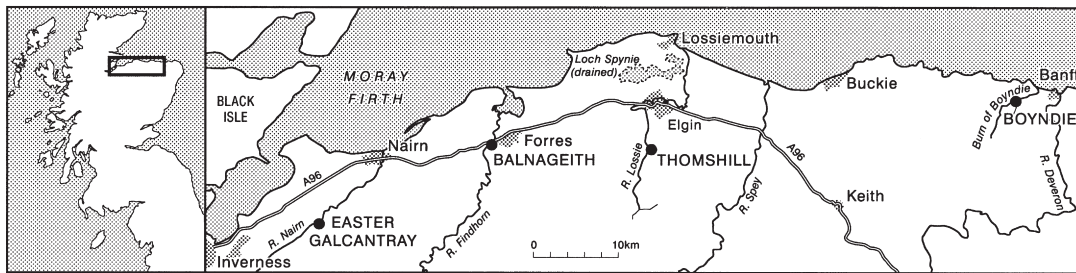 Lossiemouth
Loch Spynie
(drained)
MORAY
FIRTH
BLACK
ISLE
Buckie
Banff
Burn of Boyndie
BOYNDIE
Nairn
Forres
BALNAGEITH
Elgin
THOMSHILL
A96
A96
R. Lossie
R. Spey
R. Deveron
Keith
R. Nairn
EASTER
GALCANTRAY
R. Findhorn
Inverness
0 10km